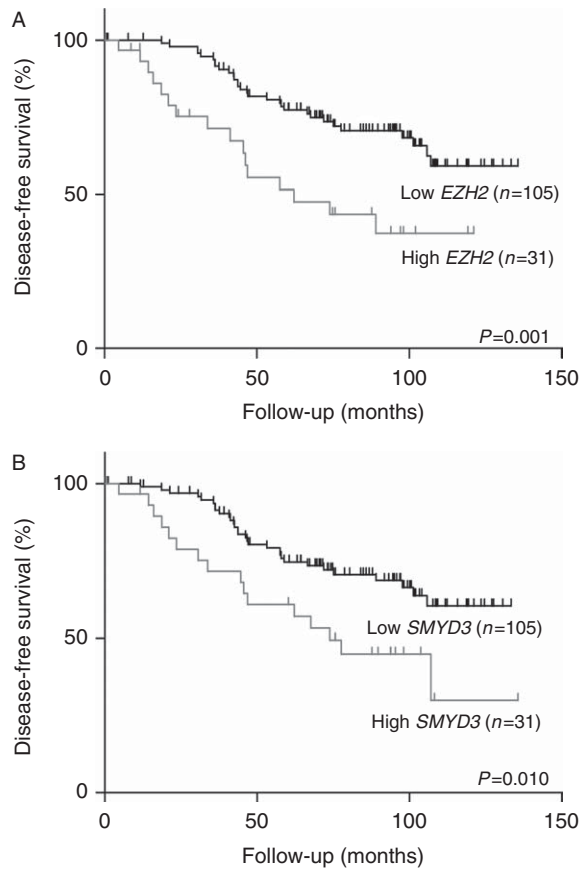 A
Disease-free survival (%)
100
50
0
Low EZH2 (n=105)
High EZH2 (n=31)
P=0.001
0 50 100 150
Follow-up (months)
B
Disease-free survival (%)
100
50
0
Low SMYD3 (n=105)
High SMYD3 (n=31)
P=0.010
0 50 100 150
Follow-up (months)